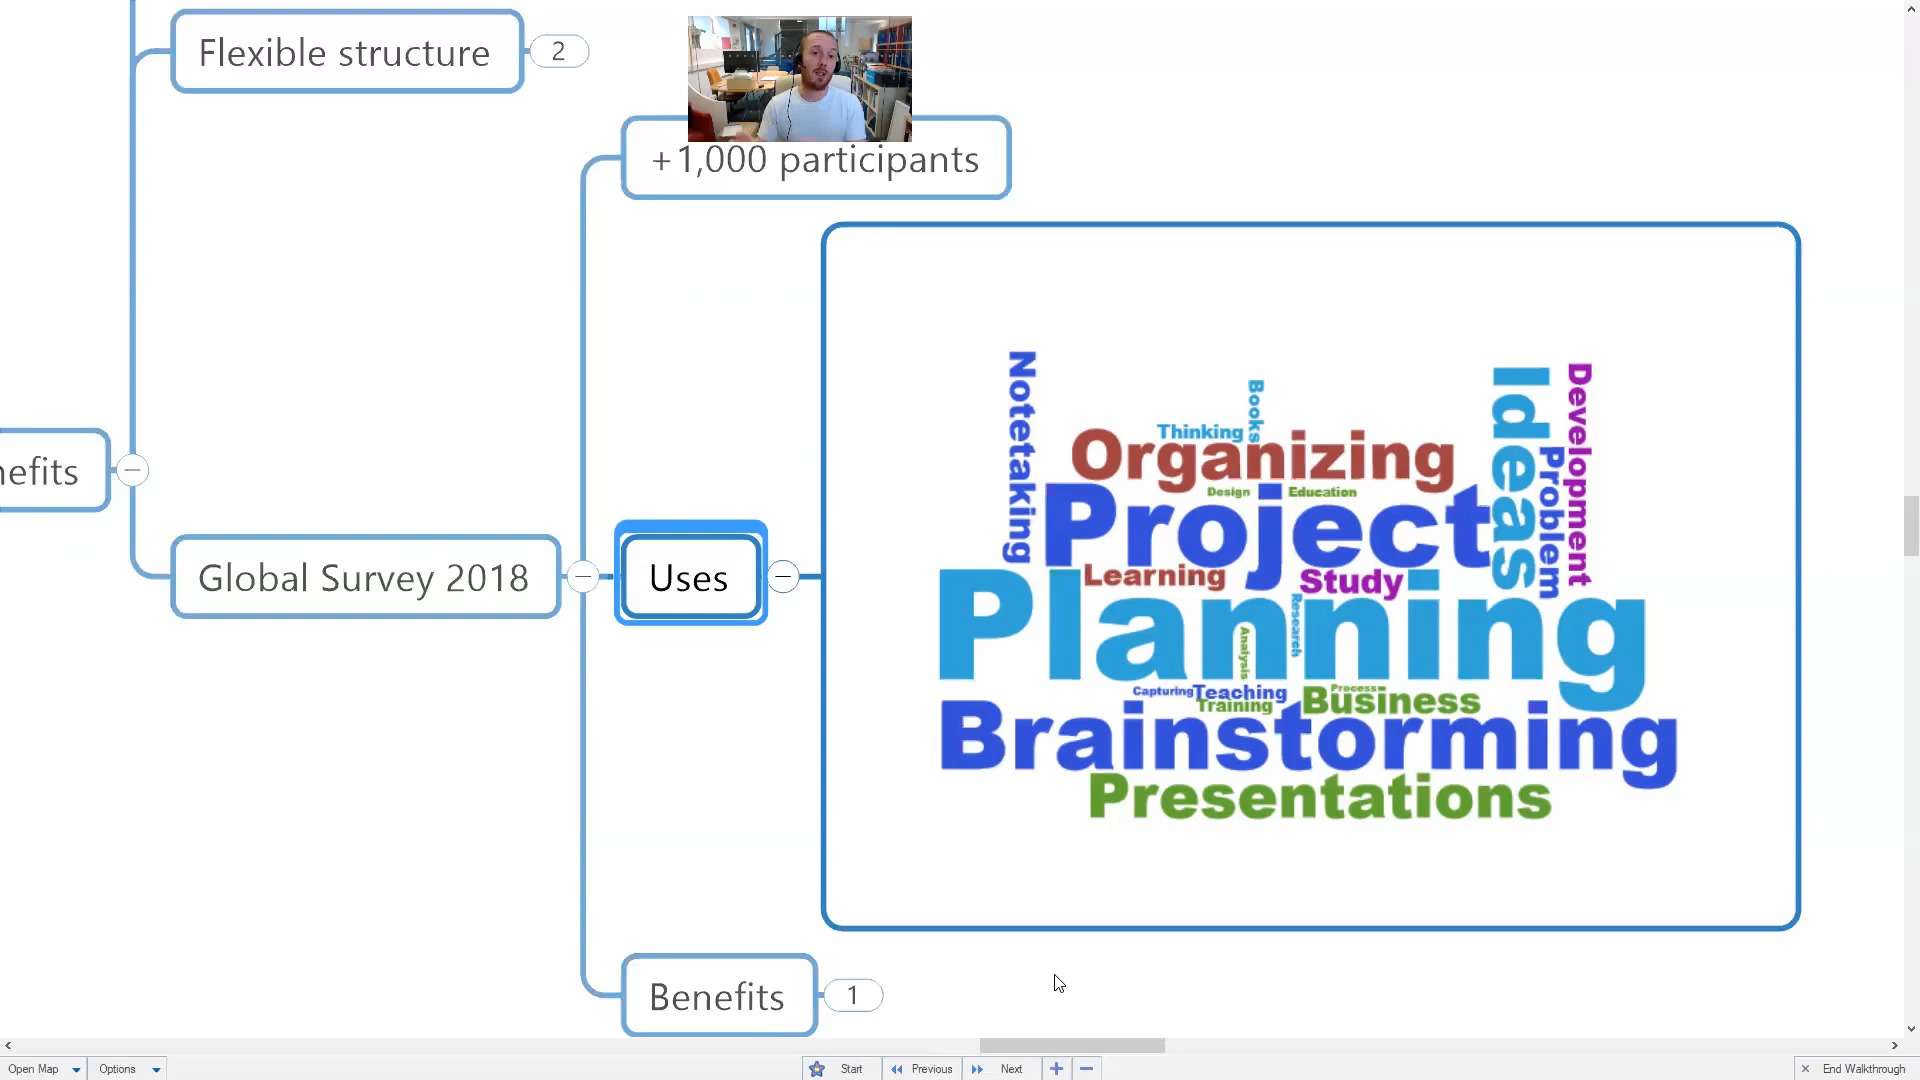 Flexible structure
2
+1,000 participants
Notetaking
Books
Thinking
Organizing
Ideas
Development
Problem
Design
Education
Project
Learning
Study
Planning
Research
Analysis
Capturing
Teaching
Training
Process
Business
Brainstorming
Presentations
nefits
Global Survey 2018
Uses
Benefits
1
Open Map
Options
Start
Previous
Next
End Walkthrough